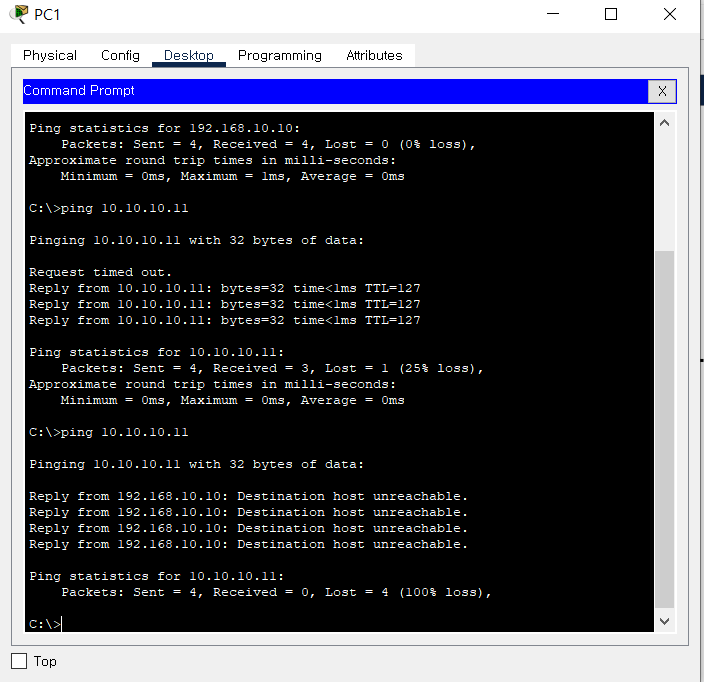 PC1
Physical Config Desktop Programming Attributes
Command Prompt X
Ping statistics for 192.168.10.10:
Packets: Sent = 4, Received = 4, Lost = 0 (0% loss),
Approximate round trip times in milli-seconds:
Minimum = 0ms, Maximum = 1ms, Average = 0ms
C:\>ping 10.10.10.11
Pinging 10.10.10.11 with 32 bytes of data:
Request timed out.
Reply from 10.10.10.11: bytes=32 time<1ms TTL=127
Reply from 10.10.10.11: bytes=32 time<1ms TTL=127
Reply from 10.10.10.11: bytes=32 time<1ms TTL=127
Ping statistics for 10.10.10.11:
Packets: Sent = 4, Received = 3, Lost = 1 (25% loss),
Approximate round trip times in milli-seconds:
Minimum = 0ms, Maximum = 0ms, Average = 0ms
C:\>ping 10.10.10.11
Pinging 10.10.10.11 with 32 bytes of data:
Reply from 192.168.10.10: Destination host unreachable.
Reply from 192.168.10.10: Destination host unreachable.
Reply from 192.168.10.10: Destination host unreachable.
Reply from 192.168.10.10: Destination host unreachable.
Ping statistics for 10.10.10.11:
Packets: Sent = 4, Received = 0, Lost = 4 (100% loss),
C:\>
Top